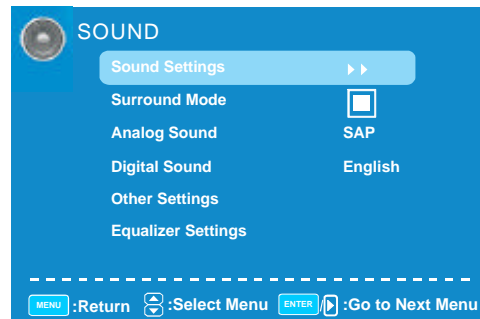 SOUND
Sound Settings
Surround Mode
Analog Sound SAP
Digital Sound English
Other Settings
Equalizer Settings
MENU :Return :Select Menu ENTER / :Go to Next Menu